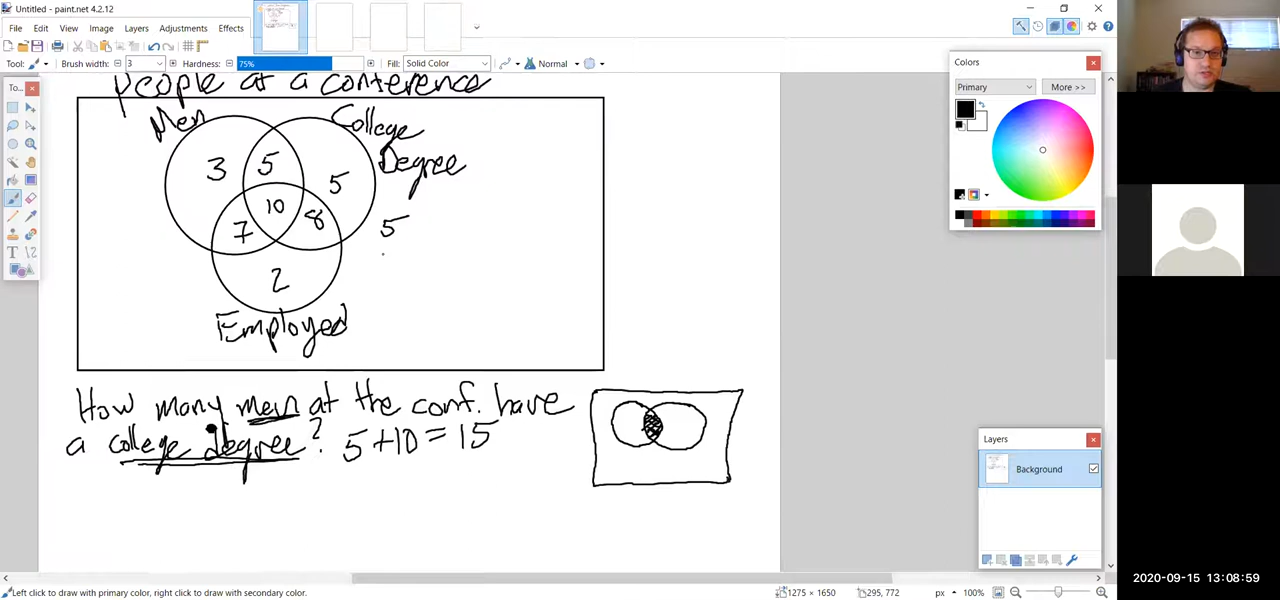 Untitled - paint.net 4.2.12
File Edit View Image Layers Adjustments Effects
Tool: Brush width: 3 Hardness: 75% Fill: Solid Color Normal
To...
People at a conference
Men
College
Degree
3 5 5
10
7 8 5
2
Employed
How many men at the conf. have
a college degree? 5+10=15
Colors
Primary More >>
Layers
Background
Left click to draw with primary color, right click to draw with secondary color.
1275 × 1650 295, 772 px 100%
2020-09-15 13:08:59